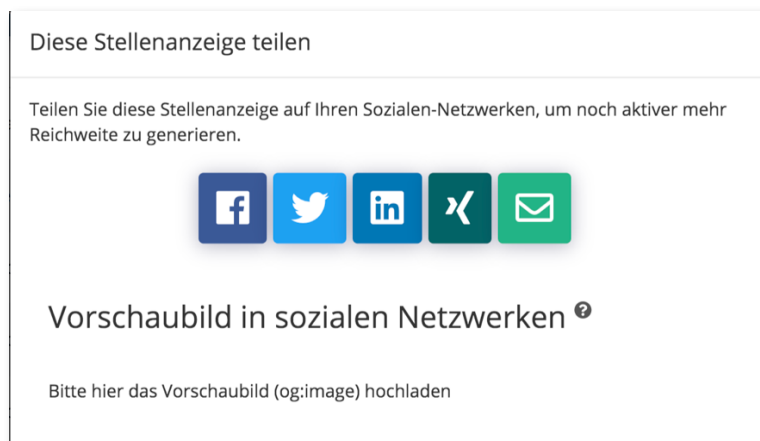 Diese Stellenanzeige teilen
Teilen Sie diese Stellenanzeige auf Ihren Sozialen-Netzwerken, um noch aktiver mehr
Reichweite zu generieren.
Vorschaubild in sozialen Netzwerken
Bitte hier das Vorschaubild (og:image) hochladen